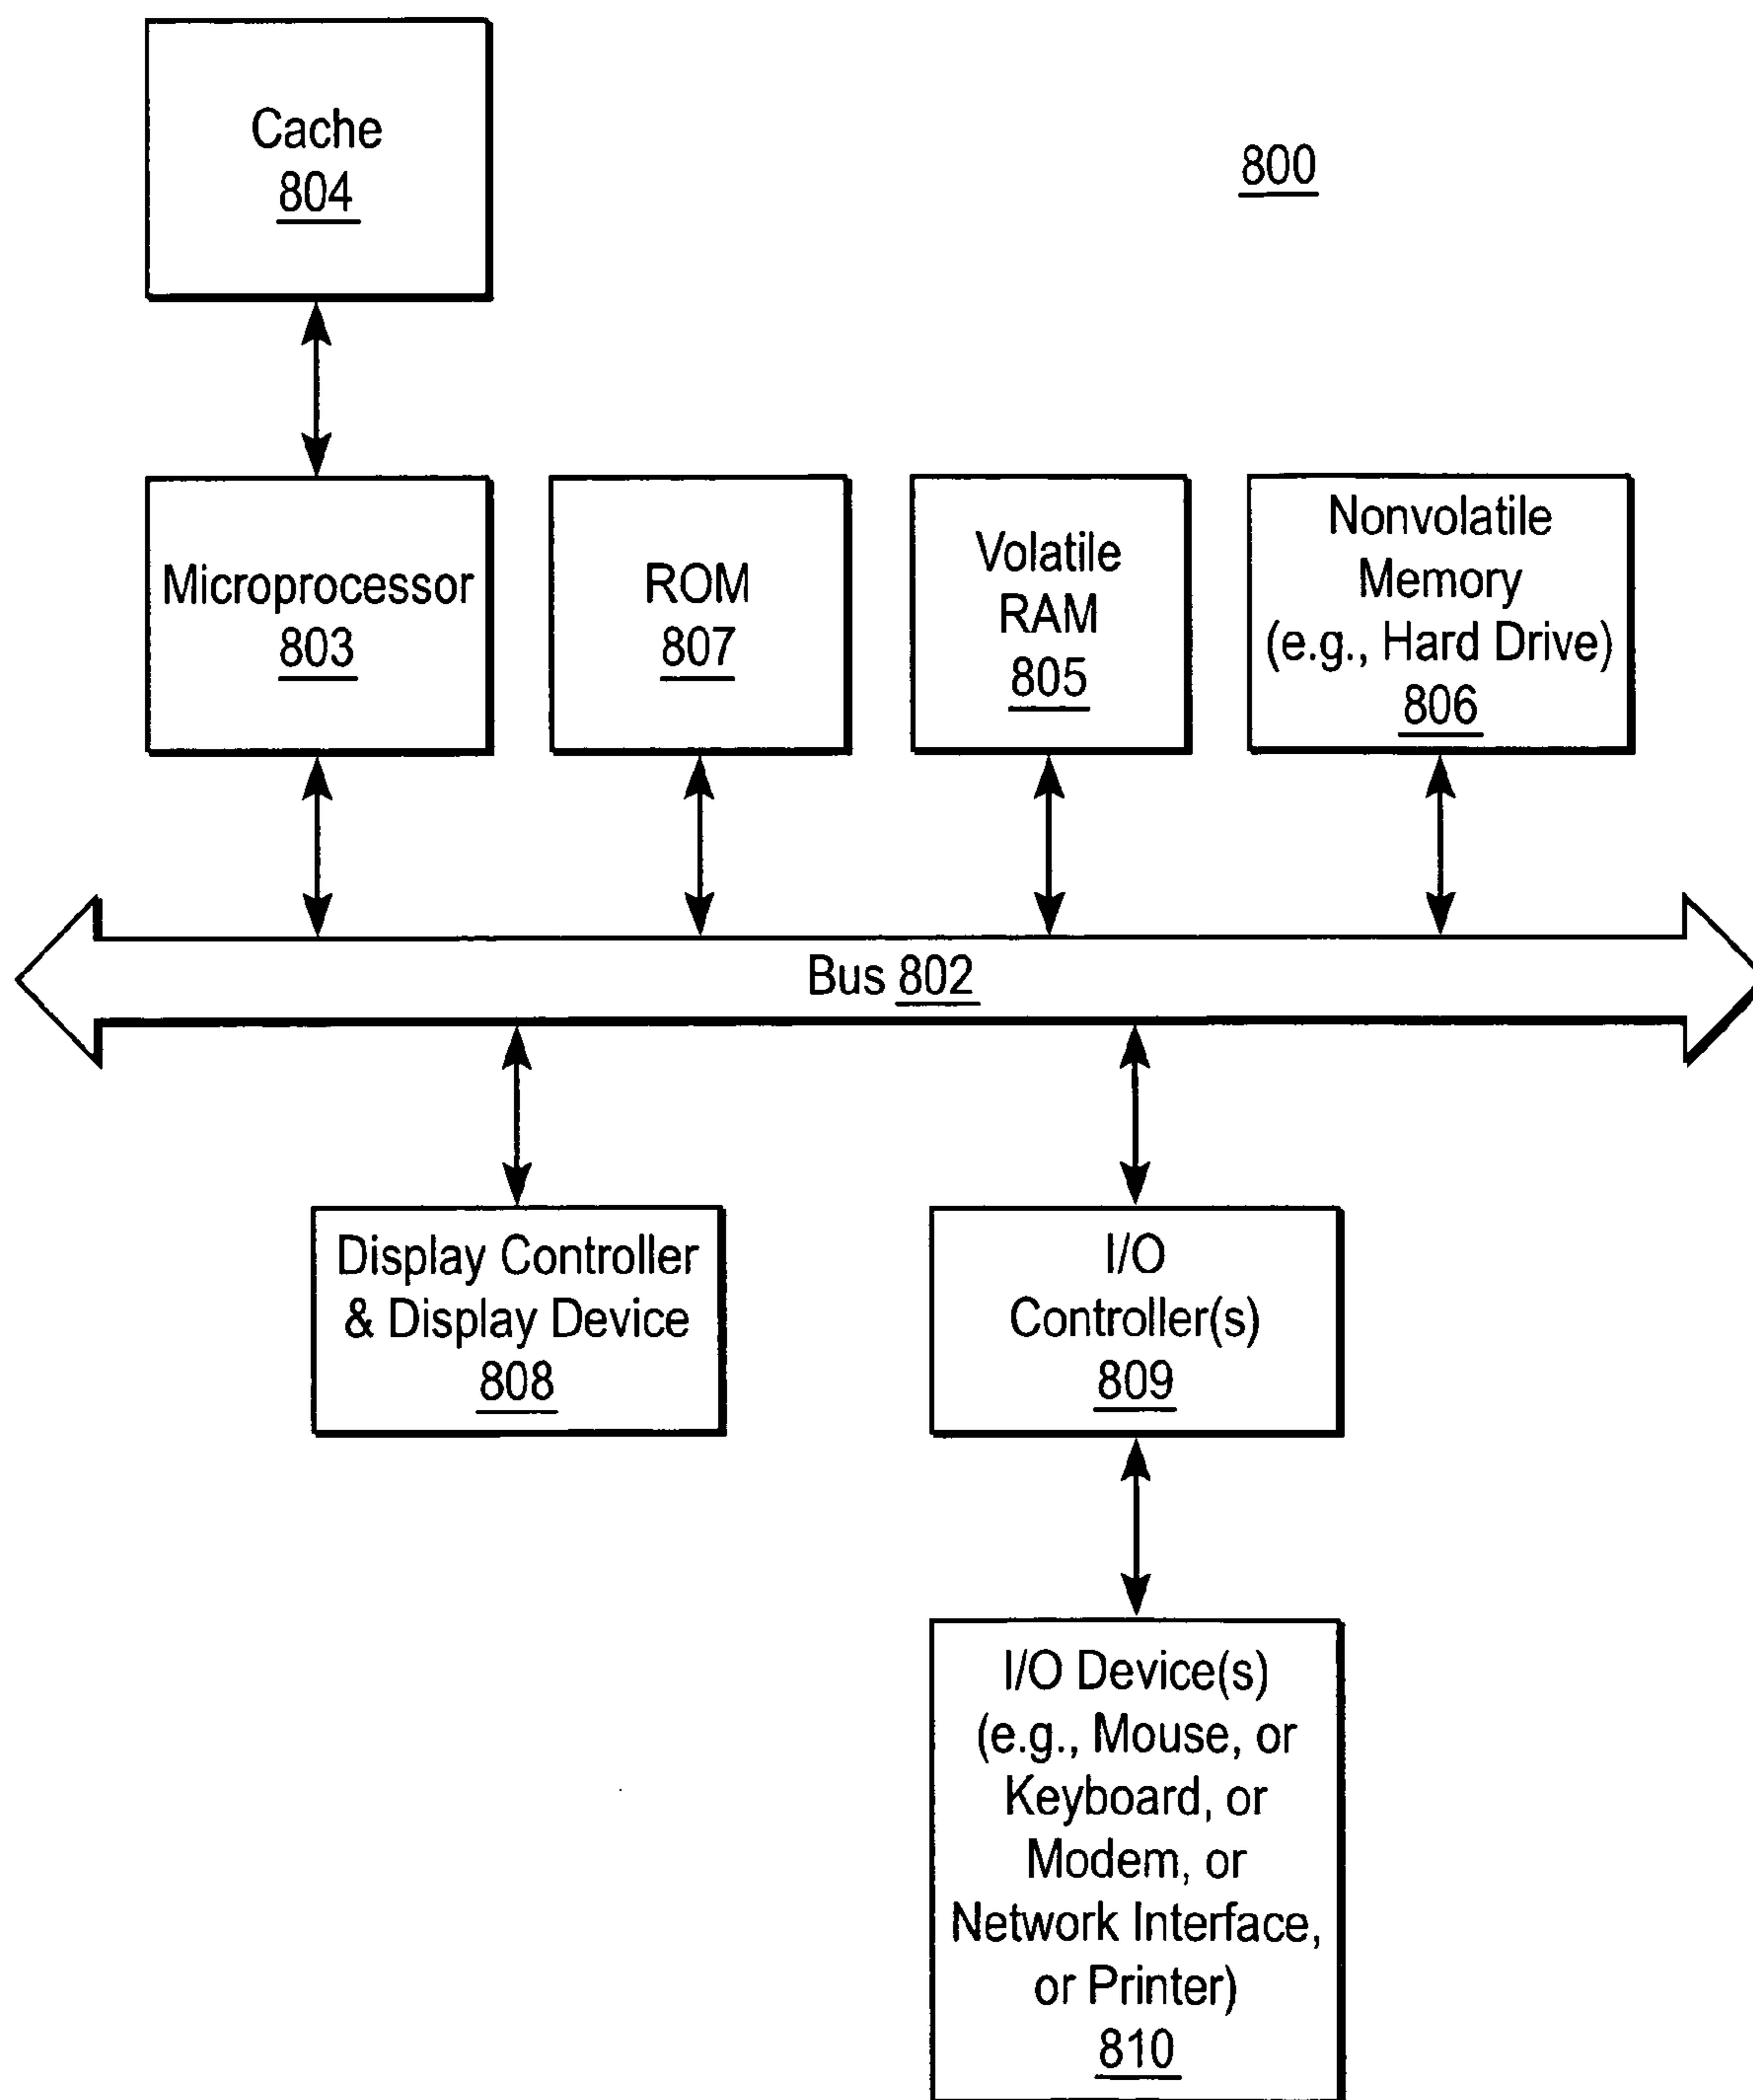 Cache
804
800
Microprocessor
803
ROM
807
Volatile
RAM
805
Nonvolatile
Memory
(e.g., Hard Drive)
806
Bus 802
Display Controller
& Display Device
808
I/O
Controller(s)
809
I/O Device(s)
(e.g., Mouse, or
Keyboard, or
Modem, or
Network Interface,
or Printer)
810